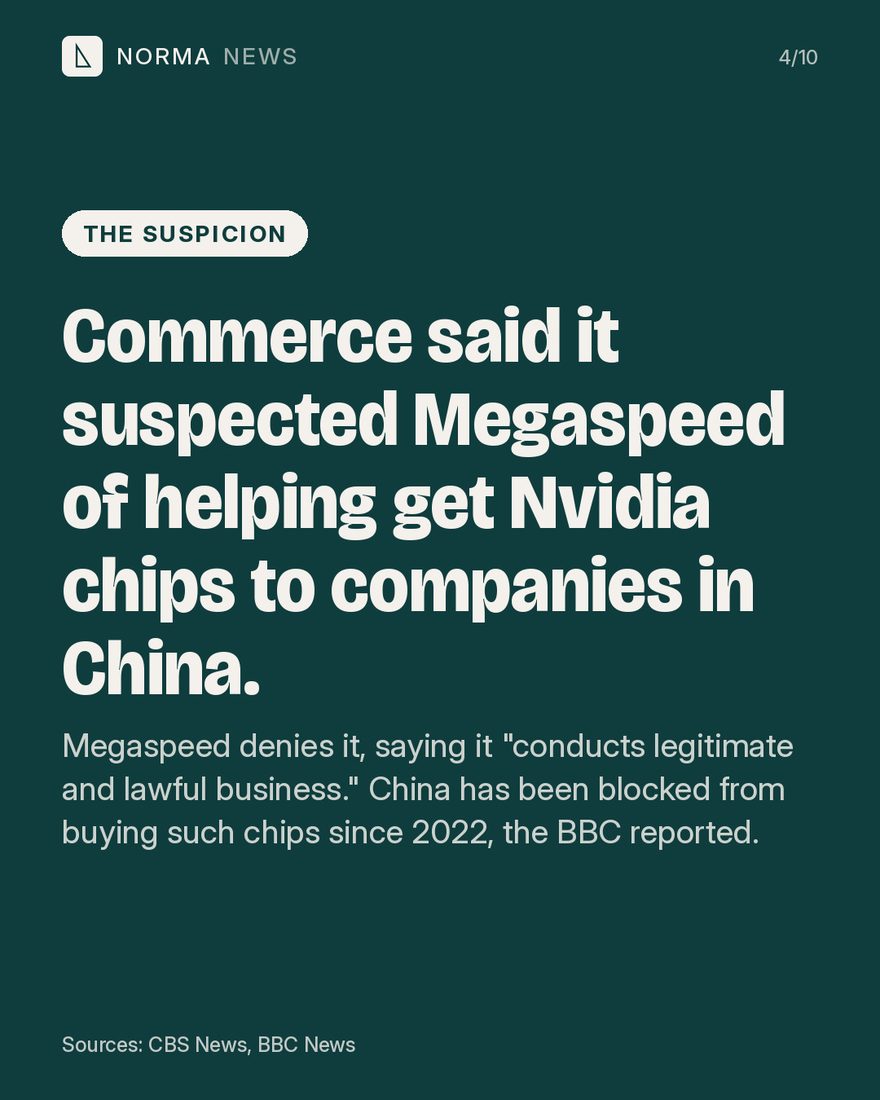 NORMA NEWS
4/10
THE SUSPICION
Commerce said it
suspected Megaspeed
of helping get Nvidia
chips to companies in
China.
Megaspeed denies it, saying it "conducts legitimate
and lawful business." China has been blocked from
buying such chips since 2022, the BBC reported.
Sources: CBS News, BBC News